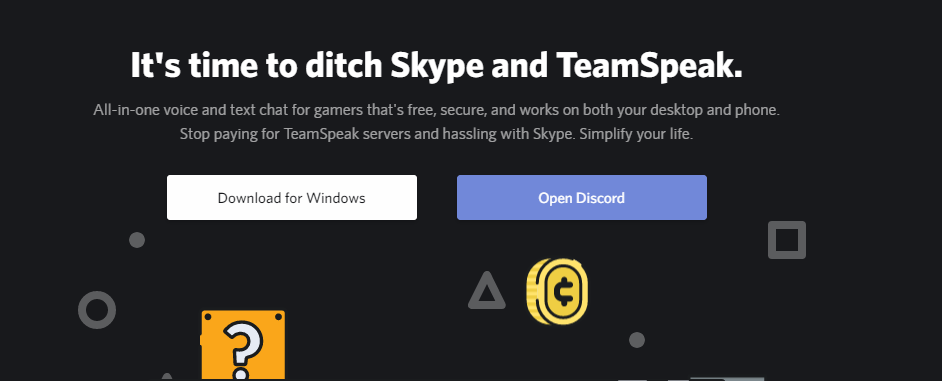 It's time to ditch Skype and TeamSpeak.
All-in-one voice and text chat for gamers that's free, secure, and works on both your desktop and phone.
Stop paying for TeamSpeak servers and hassling with Skype. Simplify your life.
Download for Windows
Open Discord
¢
?